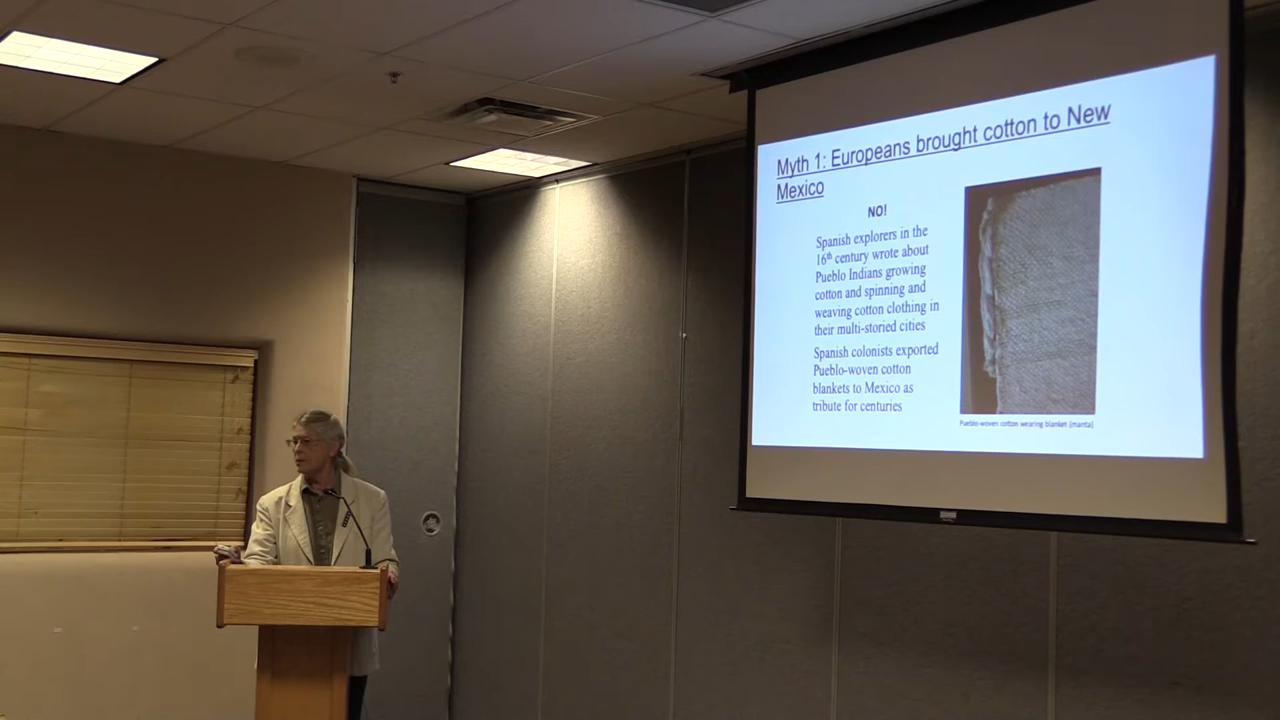 Myth 1: Europeans brought cotton to New
Mexico
NO!
Spanish explorers in the
16th century wrote about
Pueblo Indians growing
cotton and spinning and
weaving cotton clothing in
their multi-storied cities
Spanish colonists exported
Pueblo-woven cotton
blankets to Mexico as
tribute for centuries
Pueblo-woven cotton wearing blanket (manta)